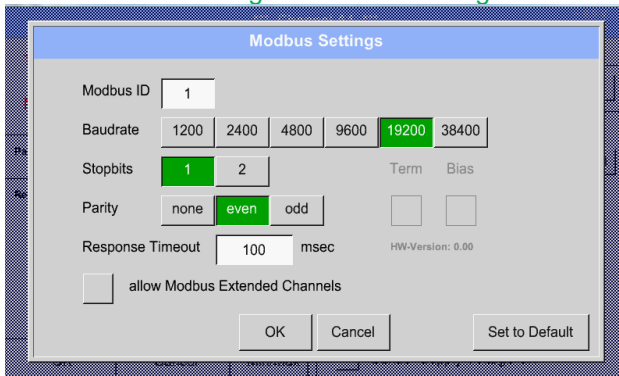 Modbus Settings
Modbus ID 1
Baudrate 1200 2400 4800 9600 19200 38400
Stopbits 1 2 Term Bias
Parity none even odd
Response Timeout 100 msec HW-Version: 0.00
allow Modbus Extended Channels
OK Cancel Set to Default